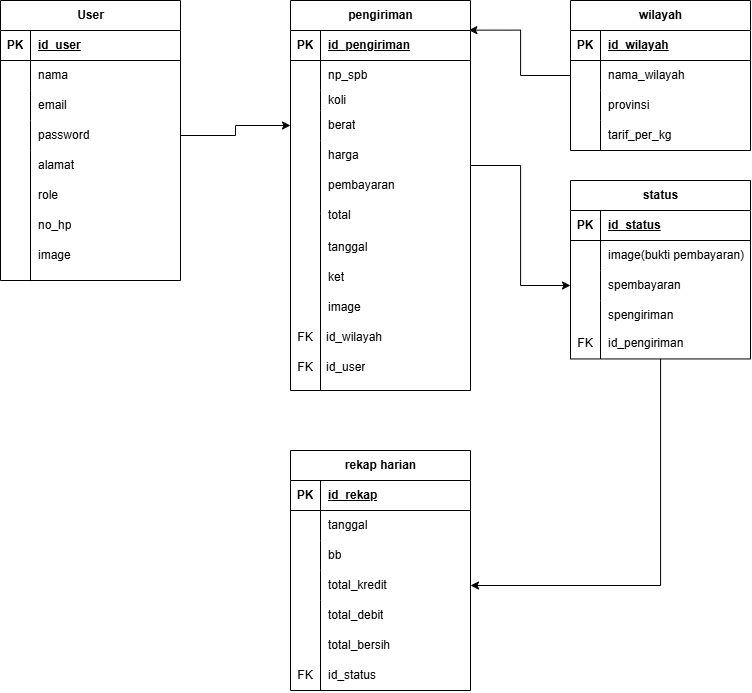 User
PK id_user
nama
email
password
alamat
role
no_hp
image
pengiriman
PK id_pengiriman
np_spb
koli
berat
harga
pembayaran
total
tanggal
ket
image
FK id_wilayah
FK id_user
wilayah
PK id_wilayah
nama_wilayah
provinsi
tarif_per_kg
status
PK id_status
image(bukti pembayaran)
spembayaran
spengiriman
FK id_pengiriman
rekap harian
PK id_rekap
tanggal
bb
total_kredit
total_debit
total_bersih
FK id_status